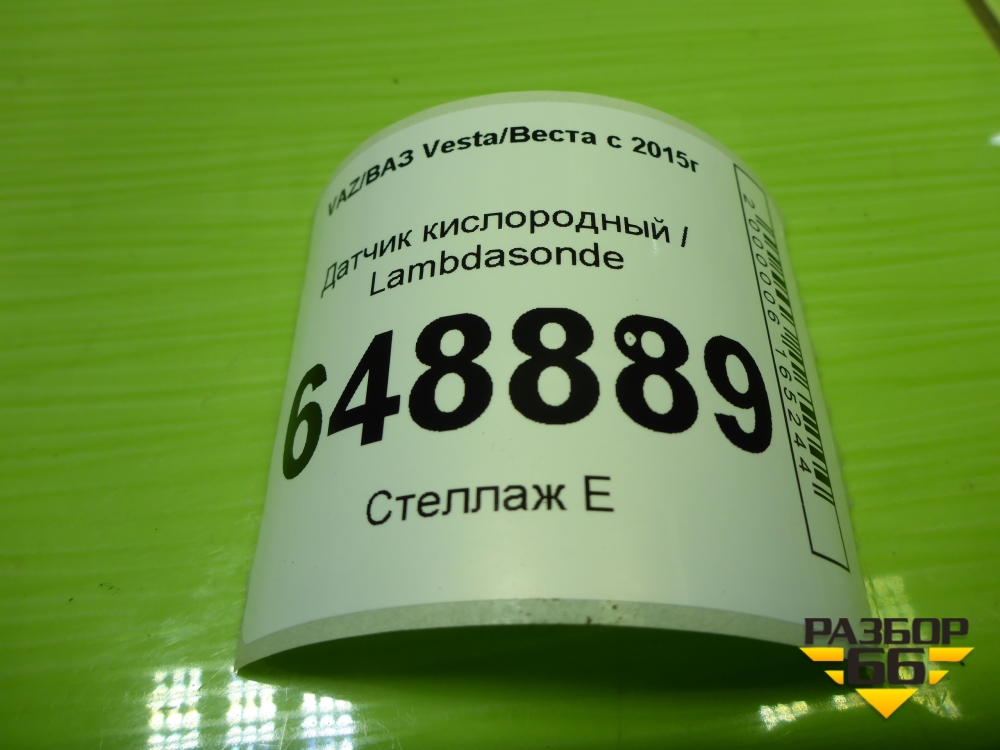 VAZ/ВАЗ Vesta/Веста с 2015г
Датчик кислородный /
Lambdasonde
648889
Стеллаж Е
2000006165244
РАЗБОР
66